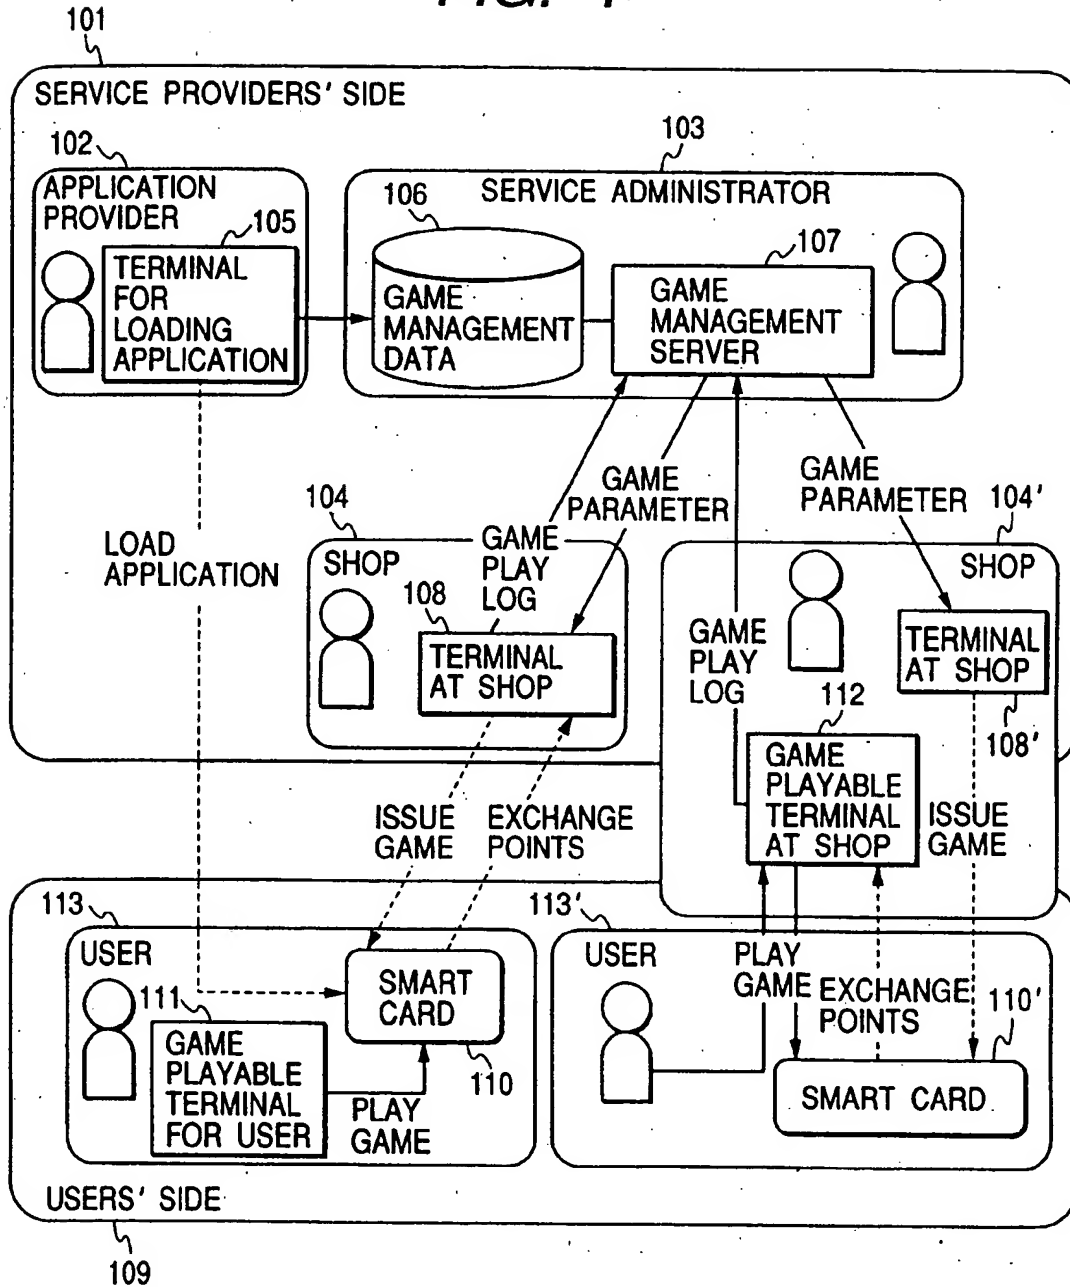 101
SERVICE PROVIDERS' SIDE
102
103
APPLICATION
PROVIDER
105
TERMINAL
FOR
LOADING
APPLICATION
SERVICE ADMINISTRATOR
106
GAME
MANAGEMENT
DATA
107
GAME
MANAGEMENT
SERVER
LOAD
APPLICATION
104
SHOP
108
TERMINAL
AT SHOP
GAME
PLAY
LOG
GAME
PARAMETER
GAME
PARAMETER
104'
SHOP
TERMINAL
AT SHOP
108'
GAME
PLAY
LOG
112
GAME
PLAYABLE
TERMINAL
AT SHOP
ISSUE
GAME
EXCHANGE
POINTS
ISSUE
GAME
113
USER
111
GAME
PLAYABLE
TERMINAL
FOR USER
PLAY
GAME
SMART
CARD
110
113'
USER
PLAY
GAME
EXCHANGE
POINTS
110'
SMART CARD
USERS' SIDE
109